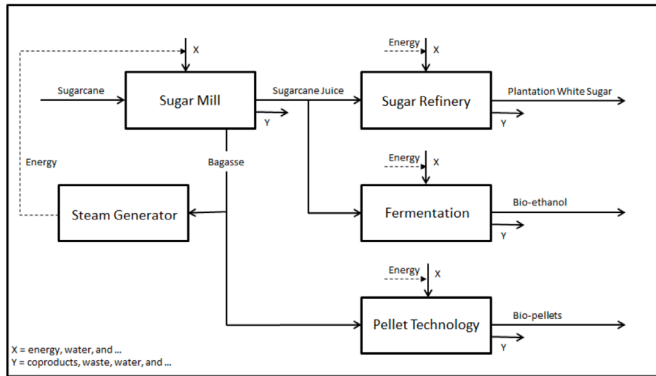 Energy
X
Energy
X
Sugarcane
Sugar Mill
Sugarcane Juice
Y
Sugar Refinery
Plantation White Sugar
Y
Bagasse
Energy
Energy
X
Steam Generator
Fermentation
Bio-ethanol
Y
Energy
X
Pellet Technology
Bio-pellets
Y
X = energy, water, and ...
Y = coproducts, waste, water, and ...